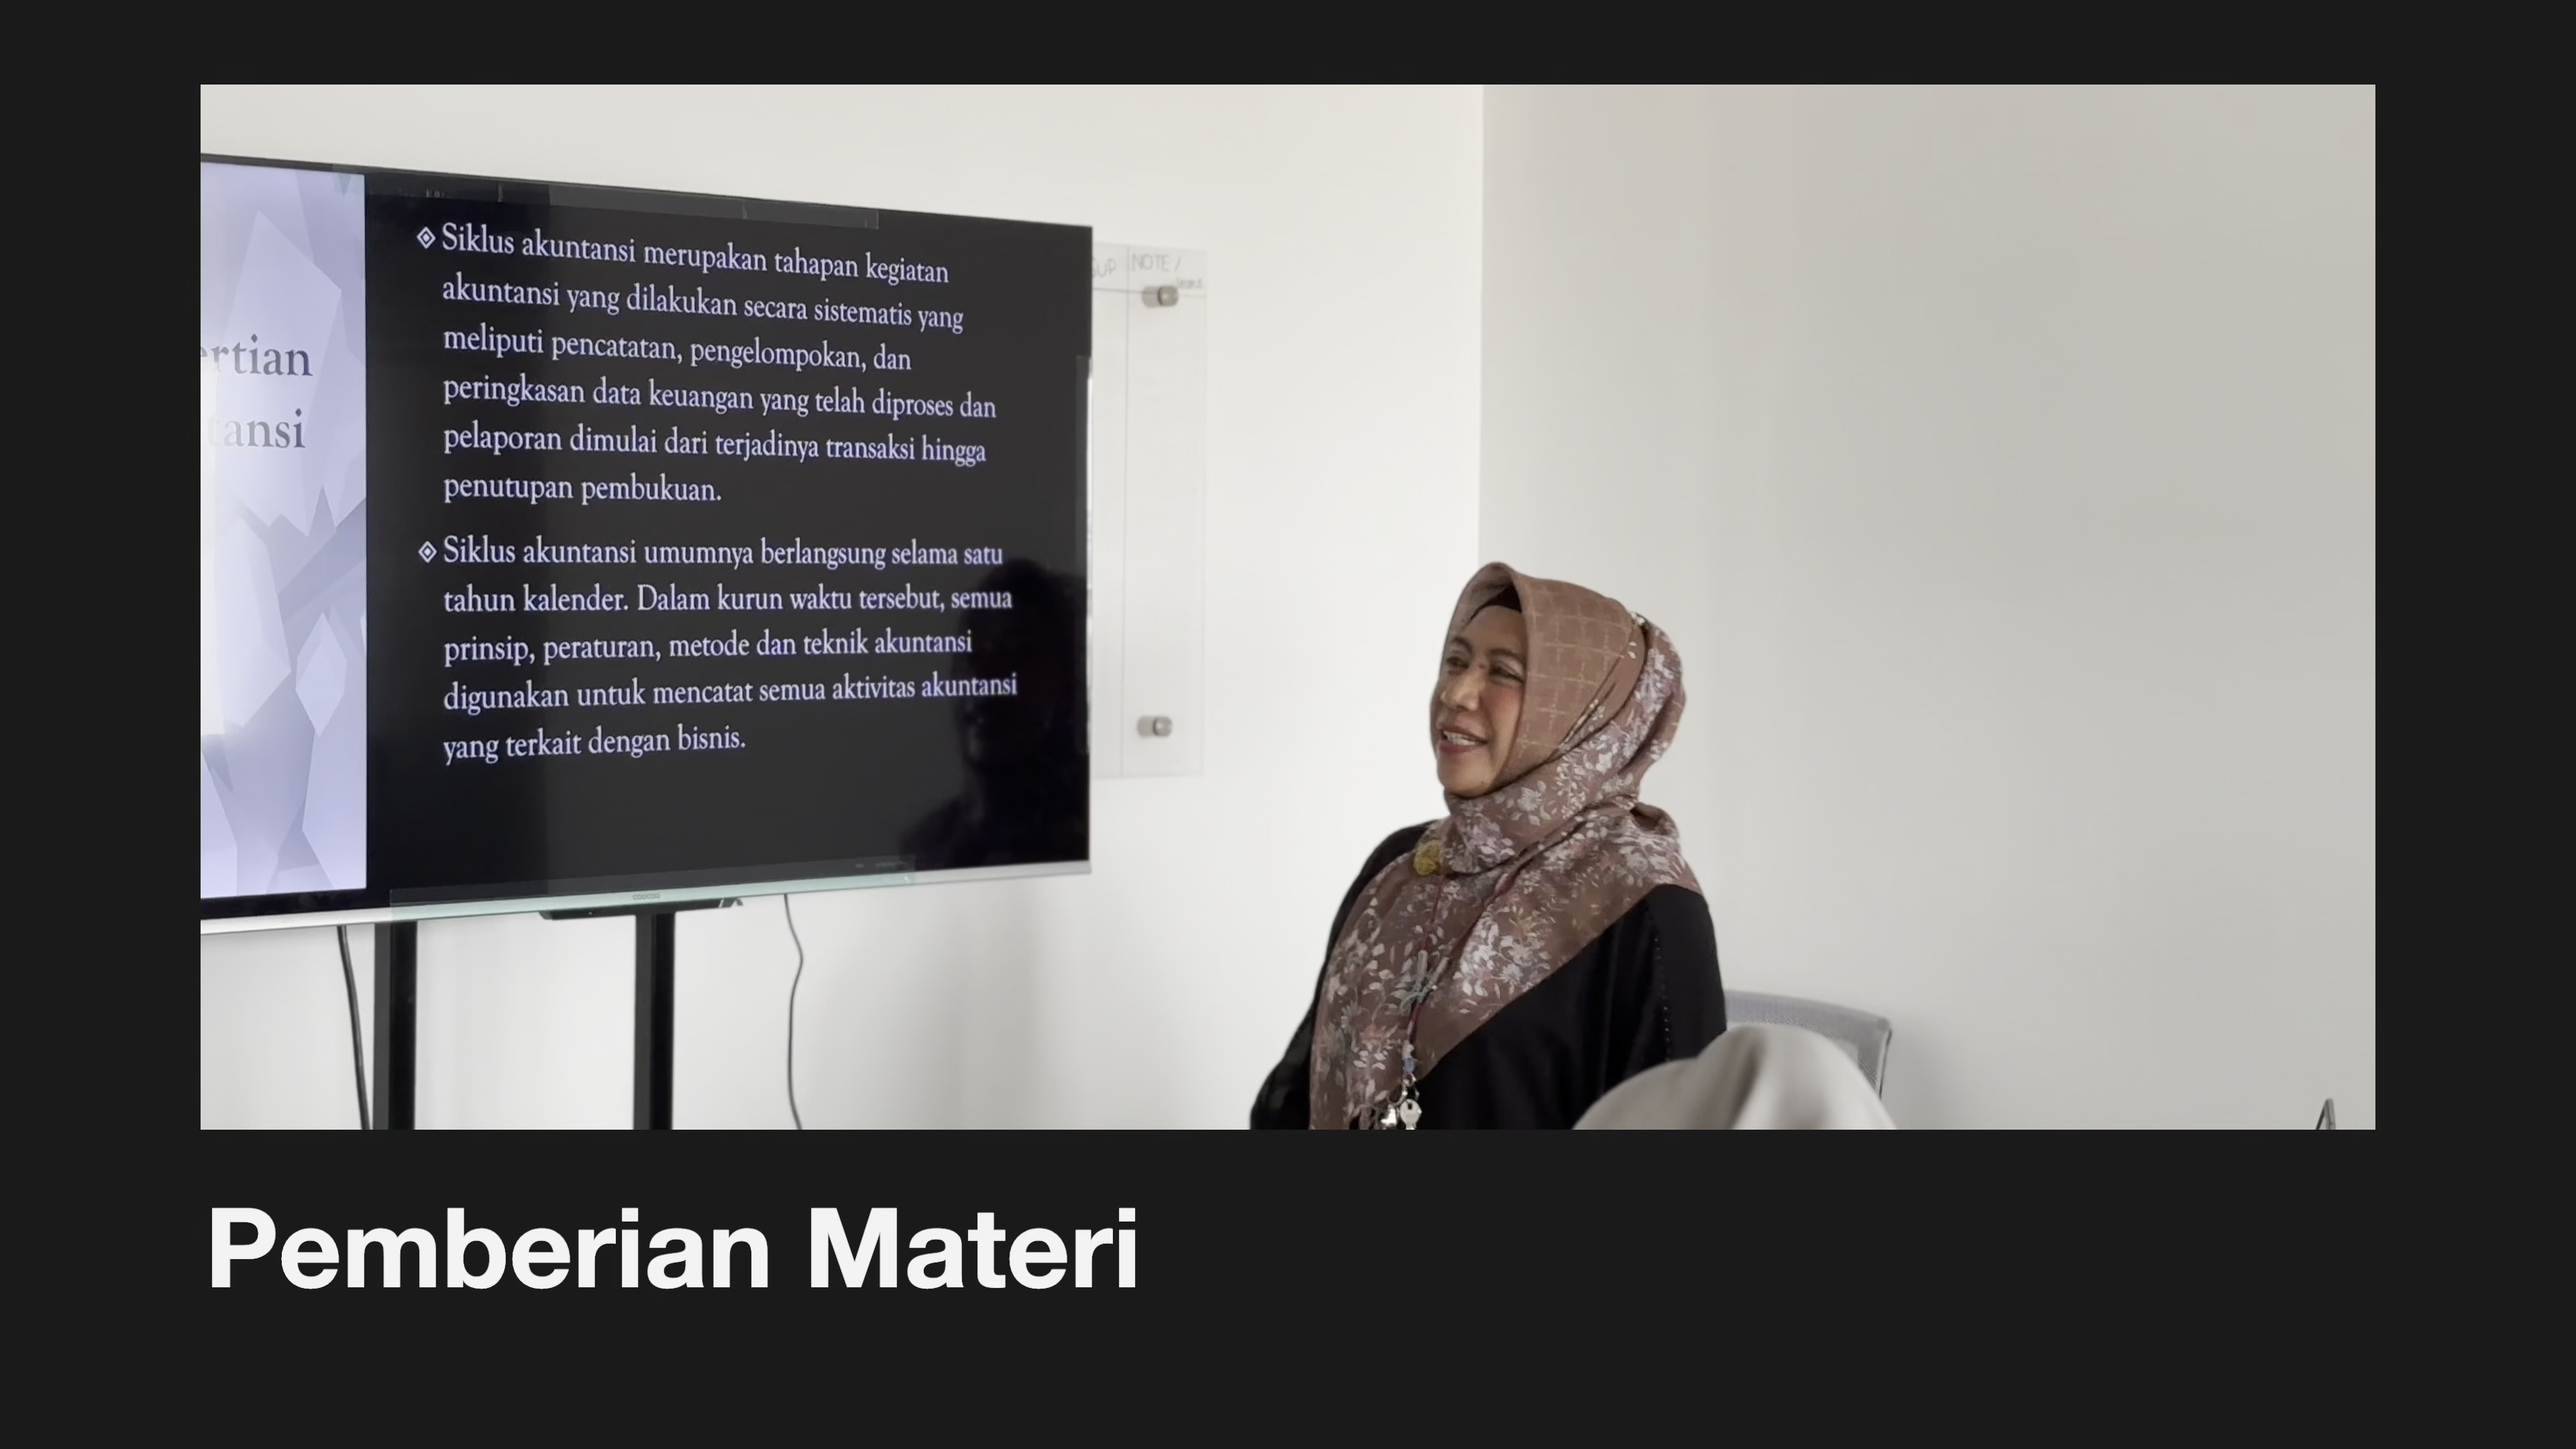 ertian
tansi
Siklus akuntansi merupakan tahapan kegiatan
akuntansi yang dilakukan secara sistematis yang
meliputi pencatatan, pengelompokan, dan
peringkasan data keuangan yang telah diproses dan
pelaporan dimulai dari terjadinya transaksi hingga
penutupan pembukuan.
Siklus akuntansi umumnya berlangsung selama satu
tahun kalender. Dalam kurun waktu tersebut, semua
prinsip, peraturan, metode dan teknik akuntansi
digunakan untuk mencatat semua aktivitas akuntansi
yang terkait dengan bisnis.
NOTE /
Pemberian Materi